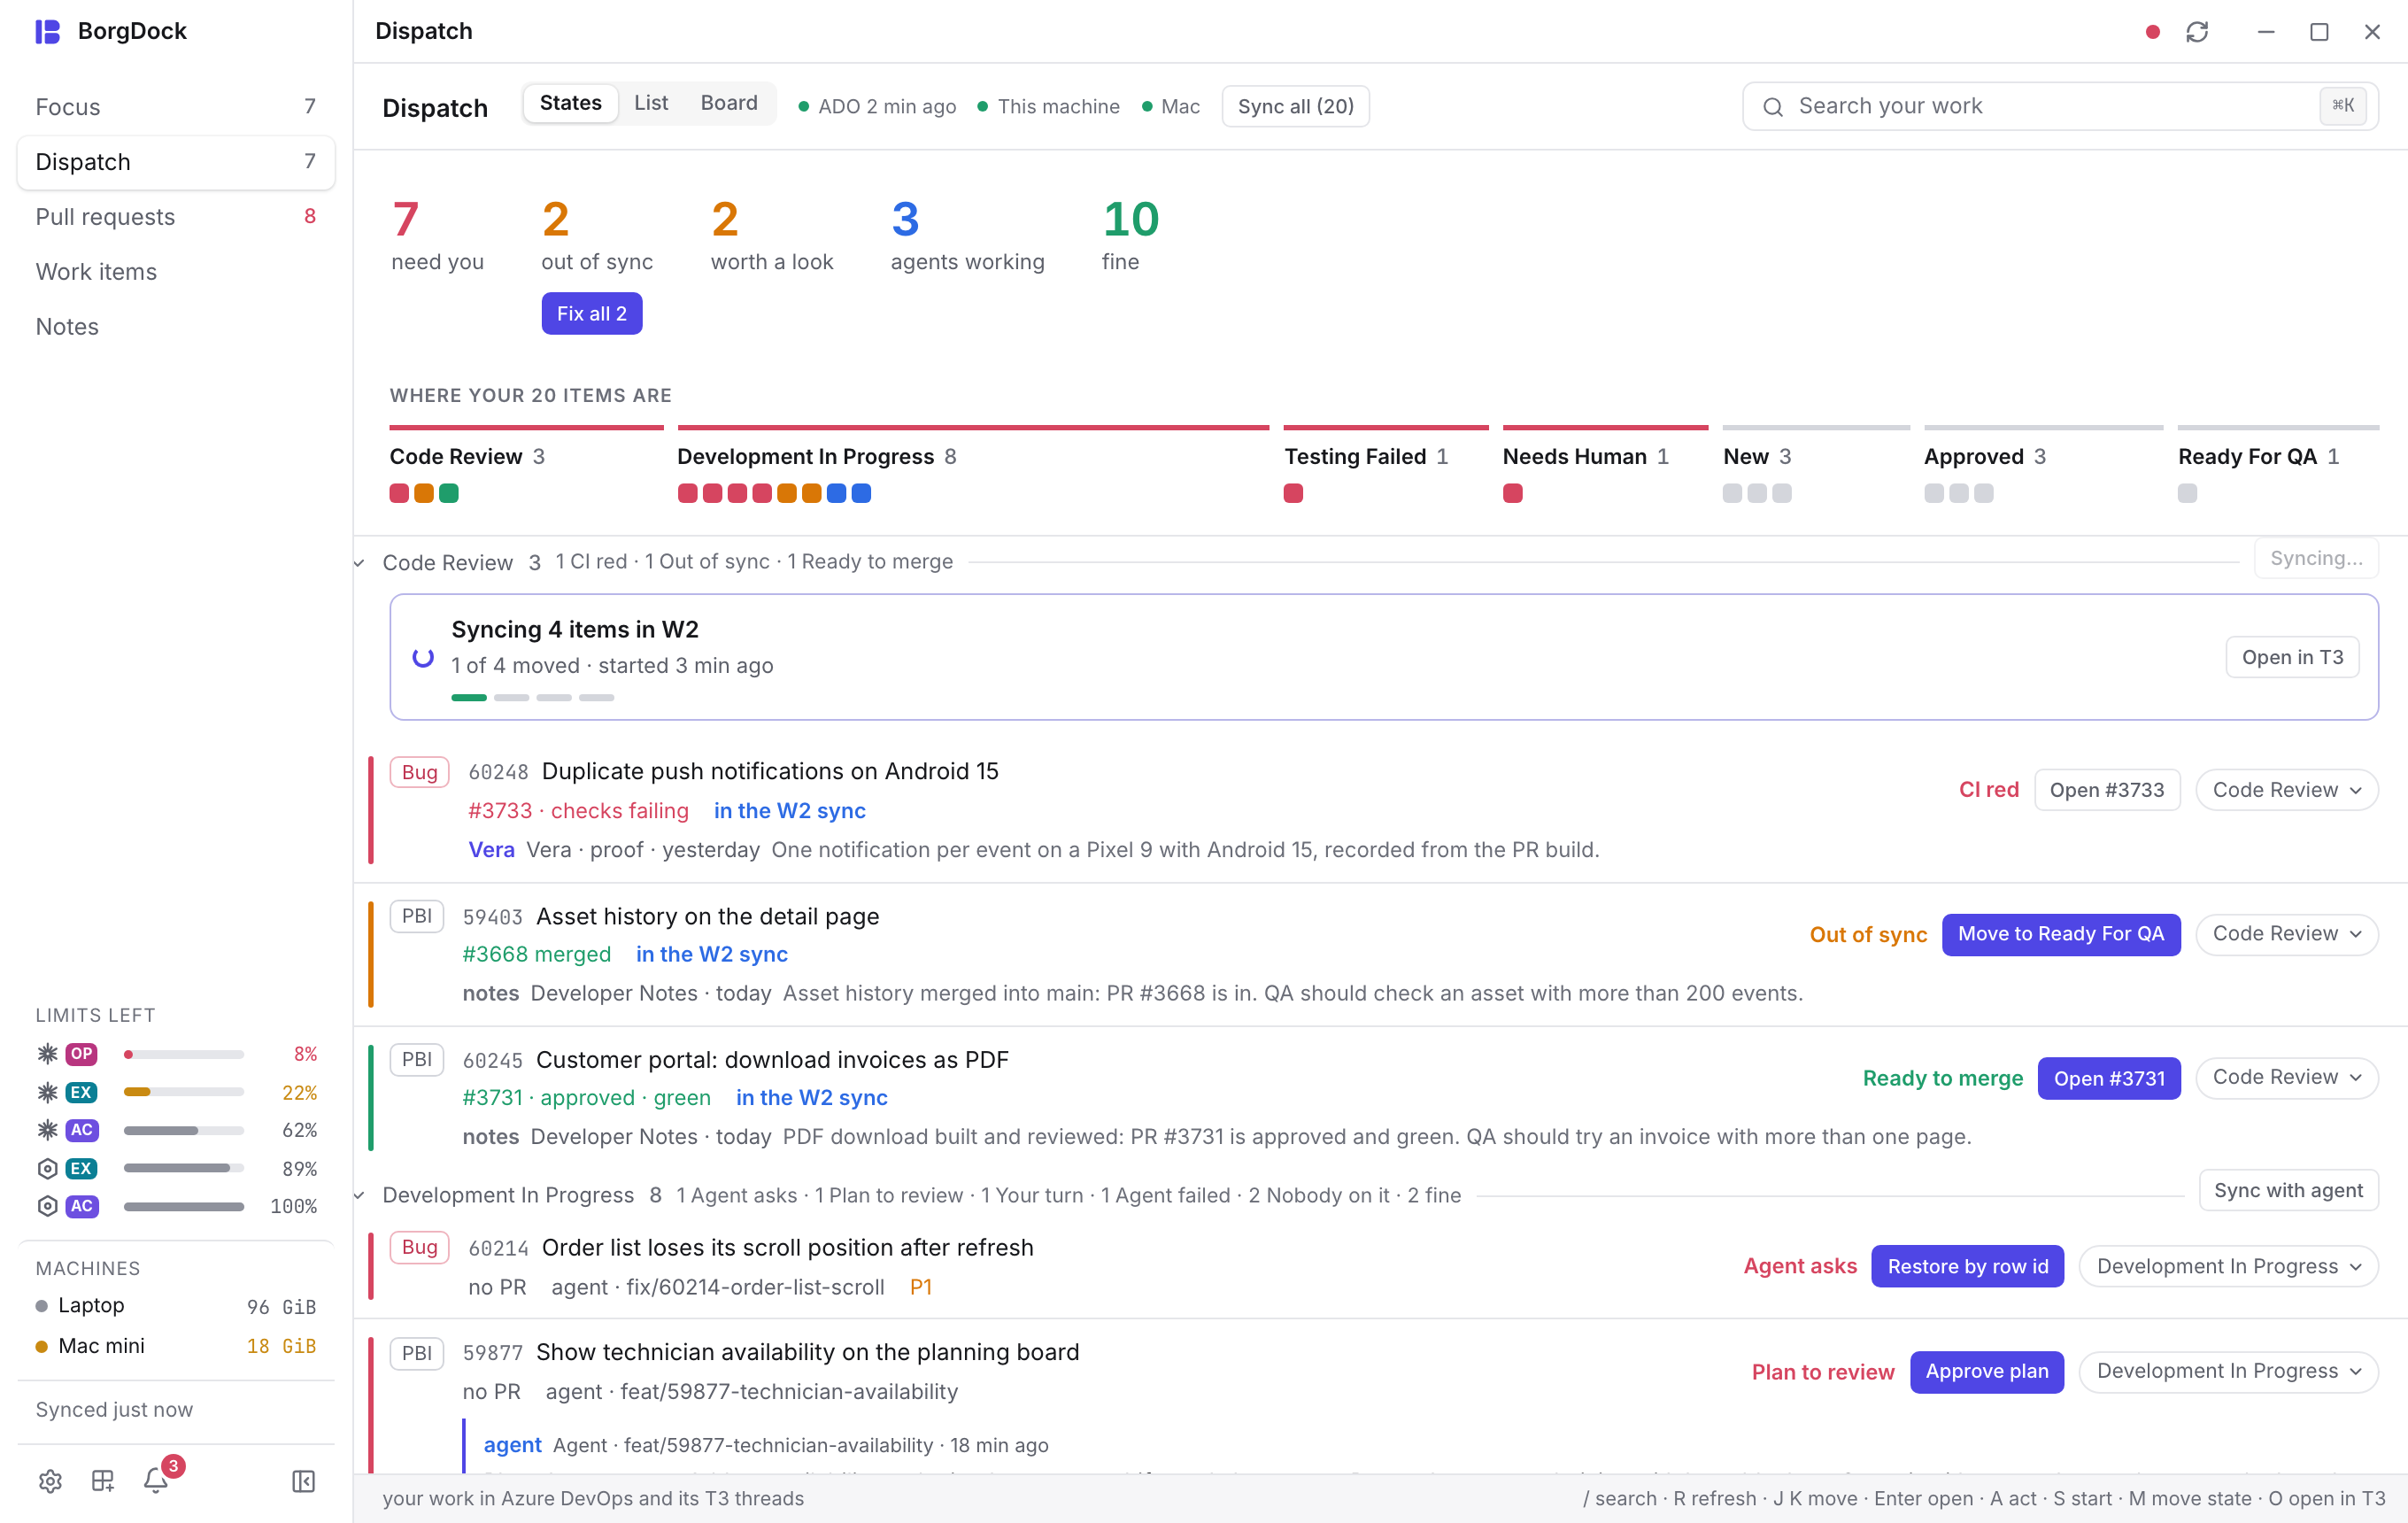 BorgDock
Focus 7
Dispatch 7
Pull requests 8
Work items
Notes
LIMITS LEFT
OP 8%
EX 22%
AC 62%
EX 89%
AC 100%
MACHINES
Laptop 96 GiB
Mac mini 18 GiB
Synced just now
3
Dispatch
Dispatch States List Board ADO 2 min ago This machine Mac Sync all (20) Search your work ⌘K
7 2 2 3 10
need you out of sync worth a look agents working fine
Fix all 2
WHERE YOUR 20 ITEMS ARE
Code Review 3 Development In Progress 8 Testing Failed 1 Needs Human 1 New 3 Approved 3 Ready For QA 1
Code Review 3 1 CI red · 1 Out of sync · 1 Ready to merge Syncing...
Syncing 4 items in W2
1 of 4 moved · started 3 min ago
Open in T3
Bug 60248 Duplicate push notifications on Android 15
#3733 · checks failing in the W2 sync
CI red Open #3733 Code Review
Vera Vera · proof · yesterday One notification per event on a Pixel 9 with Android 15, recorded from the PR build.
PBI 59403 Asset history on the detail page
#3668 merged in the W2 sync
Out of sync Move to Ready For QA Code Review
notes Developer Notes · today Asset history merged into main: PR #3668 is in. QA should check an asset with more than 200 events.
PBI 60245 Customer portal: download invoices as PDF
#3731 · approved · green in the W2 sync
Ready to merge Open #3731 Code Review
notes Developer Notes · today PDF download built and reviewed: PR #3731 is approved and green. QA should try an invoice with more than one page.
Development In Progress 8 1 Agent asks · 1 Plan to review · 1 Your turn · 1 Agent failed · 2 Nobody on it · 2 fine Sync with agent
Bug 60214 Order list loses its scroll position after refresh
no PR agent · fix/60214-order-list-scroll P1
Agent asks Restore by row id Development In Progress
PBI 59877 Show technician availability on the planning board
no PR agent · feat/59877-technician-availability
Plan to review Approve plan Development In Progress
agent Agent · feat/59877-technician-availability · 18 min ago
your work in Azure DevOps and its T3 threads
/ search · R refresh · J K move · Enter open · A act · S start · M move state · O open in T3